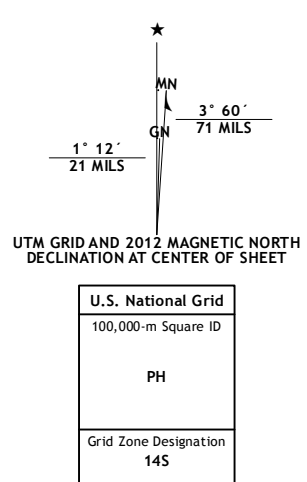 ★
MN
3° 60´
71 MILS
GN
1° 12´
21 MILS
UTM GRID AND 2012 MAGNETIC NORTH
DECLINATION AT CENTER OF SHEET
U.S. National Grid
100,000-m Square ID
PH
Grid Zone Designation
14S